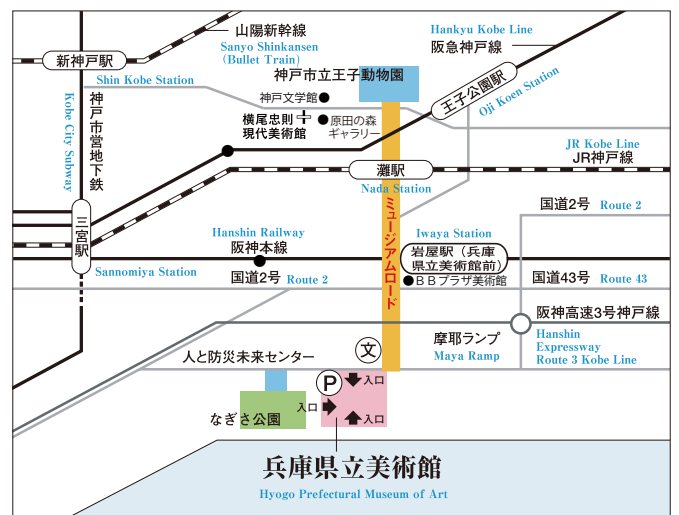 山陽新幹線
Sanyo Shinkansen
(Bullet Train)
Hankyu Kobe Line
阪急神戸線
新神戸駅
Shin Kobe Station
神戸市立王子動物園
王子公園駅
Oji Koen Station
神戸文学館
横尾忠則
現代美術館
原田の森
ギャラリー
Kobe City Subway
神戸市営地下鉄
JR Kobe Line
JR神戸線
灘駅
Nada Station
ミュージアムロード
国道2号 Route 2
三宮駅
Sannomiya Station
Hanshin Railway
阪神本線
Iwaya Station
岩屋駅（兵庫
県立美術館前）
BBプラザ美術館
国道2号 Route 2
国道43号 Route 43
阪神高速3号神戸線
Hanshin
Expressway
Route 3 Kobe Line
摩耶ランプ
Maya Ramp
文
人と防災未来センター
P
入口
入口
入口
なぎさ公園
兵庫県立美術館
Hyogo Prefectural Museum of Art